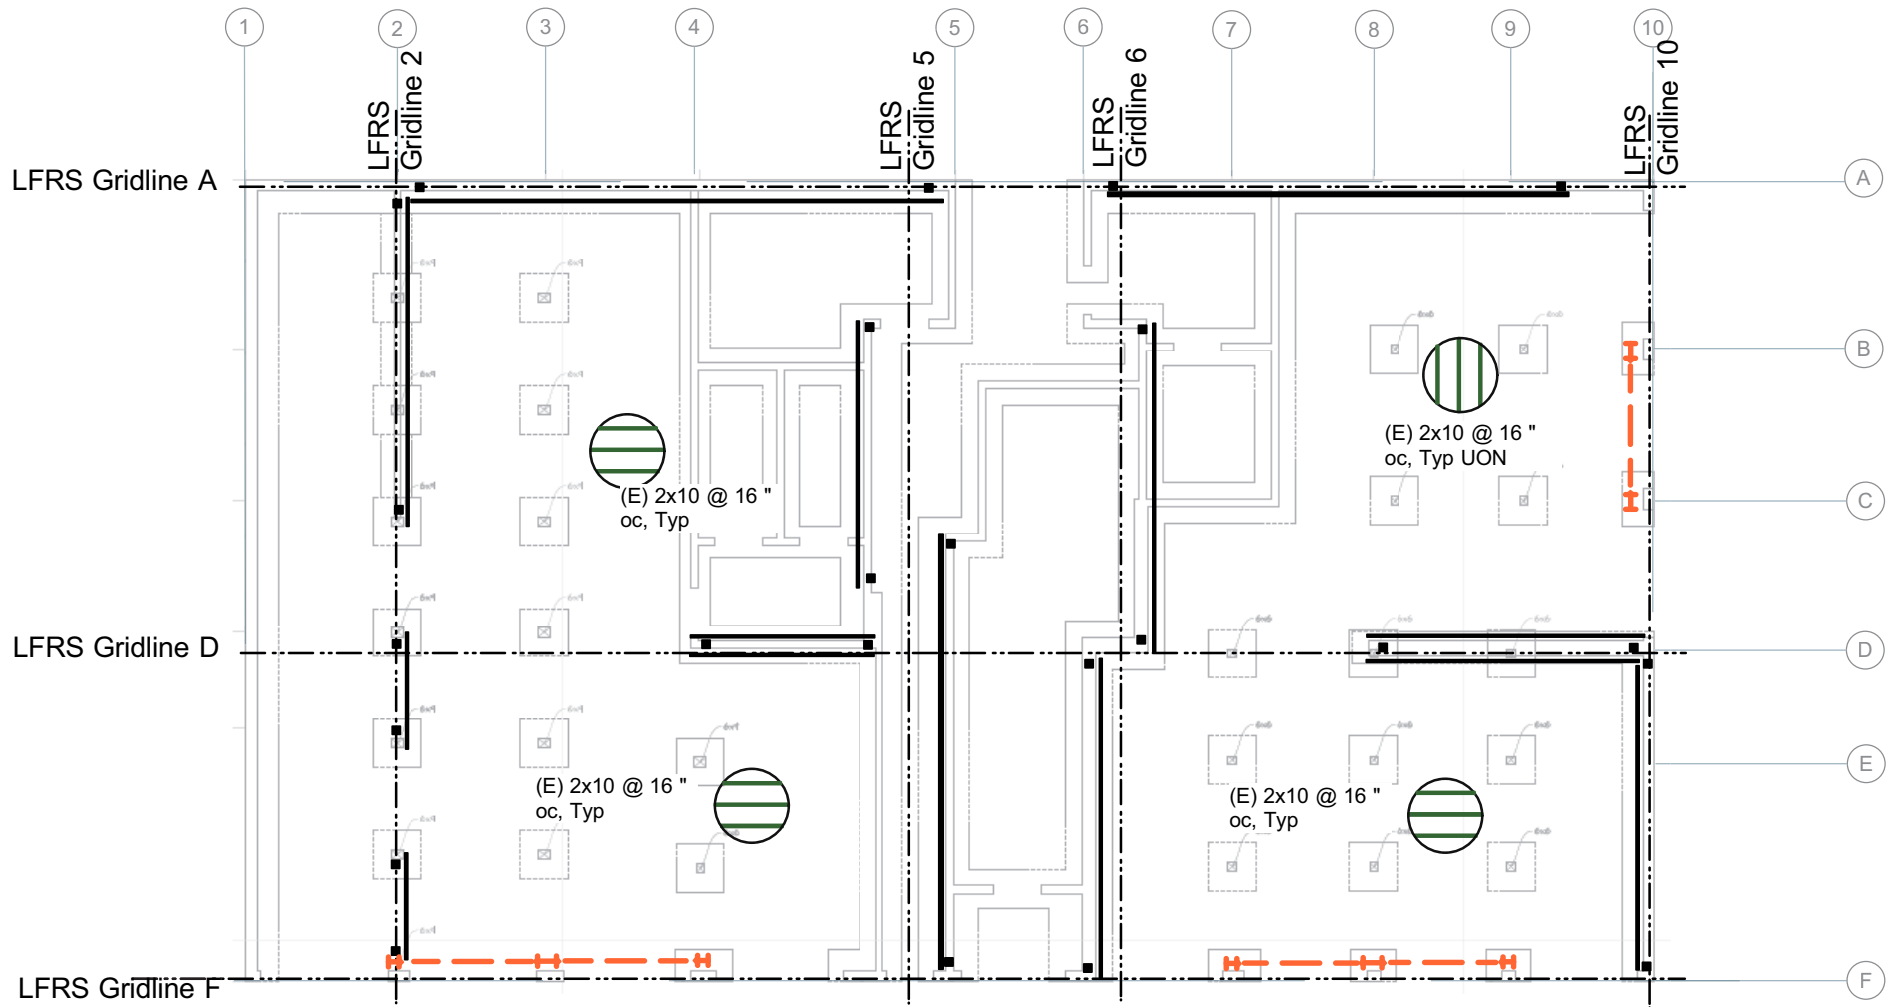 1
2
3
4
5
6
7
8
9
10
LFRS
Gridline 2
LFRS
Gridline 5
LFRS
Gridline 6
LFRS
Gridline 10
LFRS Gridline A
A
B
(E) 2x10 @ 16 "
oc, Typ UON
(E) 2x10 @ 16 "
oc, Typ
C
LFRS Gridline D
D
E
(E) 2x10 @ 16 "
oc, Typ
(E) 2x10 @ 16 "
oc, Typ
LFRS Gridline F
F